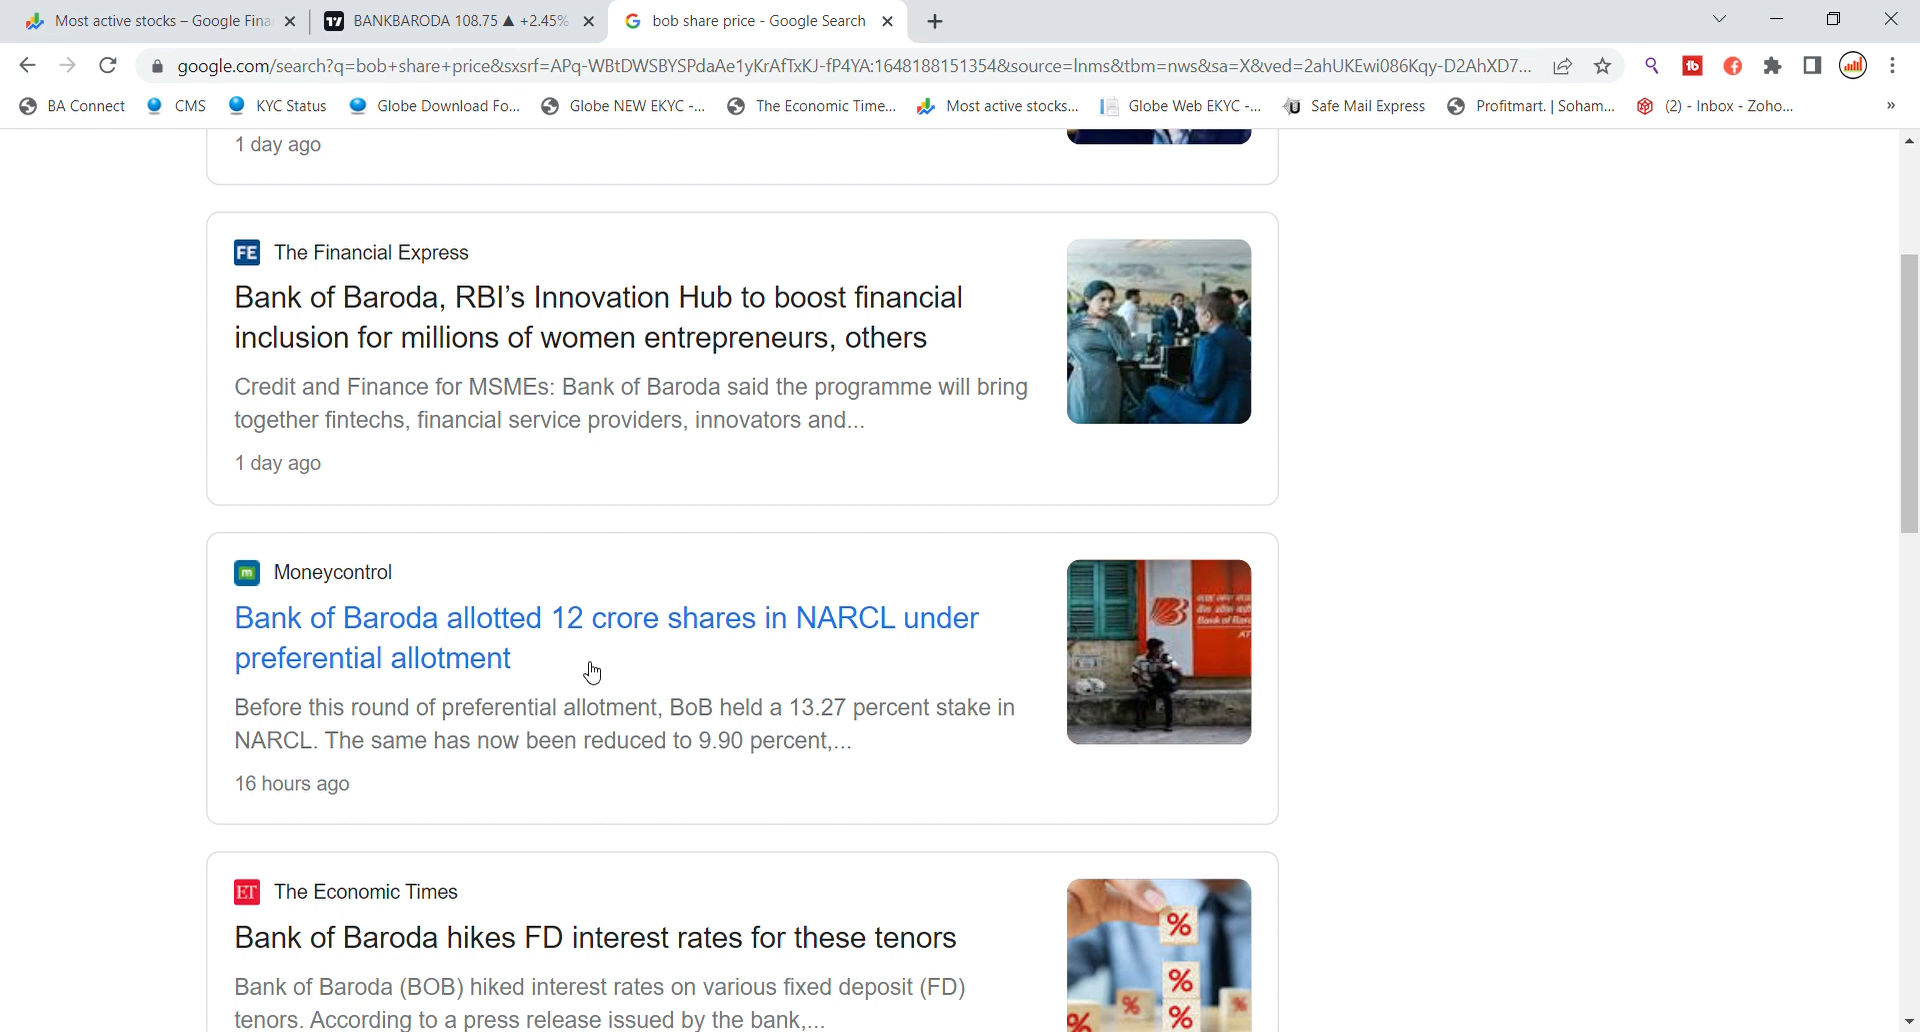 Most active stocks – Google Fina
BANKBARODA 108.75 ▲ +2.45%
bob share price - Google Search
google.com/search?q=bob+share+price&sxsrf=APq-WBtDWSBYSPdaAe1yKrAfTxKJ-fP4YA:1648188151354&source=lnms&tbm=nws&sa=X&ved=2ahUKEwi086Kqy-D2AhXD7...
BA Connect
CMS
KYC Status
Globe Download Fo...
Globe NEW EKYC -...
The Economic Time...
Most active stocks...
Globe Web EKYC -...
Safe Mail Express
Profitmart. | Soham...
(2) - Inbox - Zoho...
»
1 day ago
FE The Financial Express
Bank of Baroda, RBI’s Innovation Hub to boost financial
inclusion for millions of women entrepreneurs, others
Credit and Finance for MSMEs: Bank of Baroda said the programme will bring
together fintechs, financial service providers, innovators and...
1 day ago
m Moneycontrol
Bank of Baroda allotted 12 crore shares in NARCL under
preferential allotment
Before this round of preferential allotment, BoB held a 13.27 percent stake in
NARCL. The same has now been reduced to 9.90 percent,...
16 hours ago
ET The Economic Times
Bank of Baroda hikes FD interest rates for these tenors
Bank of Baroda (BOB) hiked interest rates on various fixed deposit (FD)
tenors. According to a press release issued by the bank,...